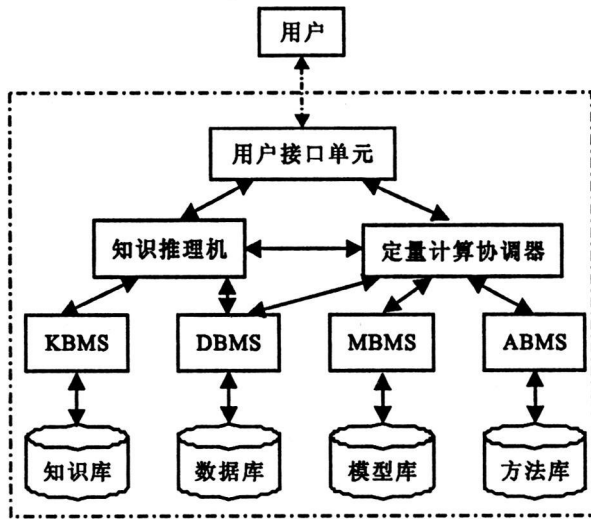 用户
用户接口单元
知识推理机
定量计算协调器
KBMS
DBMS
MBMS
ABMS
知识库
数据库
模型库
方法库